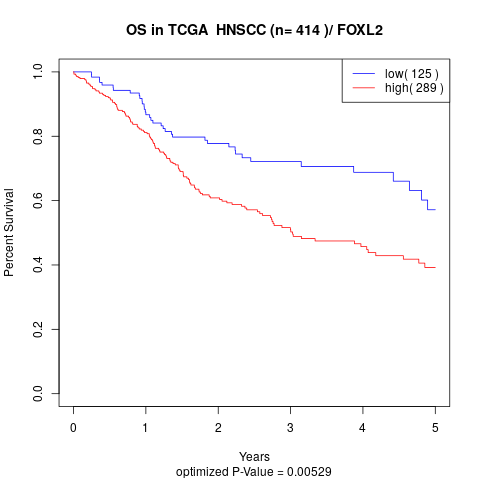 OS in TCGA  HNSCC (n= 414 )/ FOXL2
low( 125 )
high( 289 )
Percent Survival
1.0
0.8
0.6
0.4
0.2
0.0
0 1 2 3 4 5
Years
optimized P-Value = 0.00529